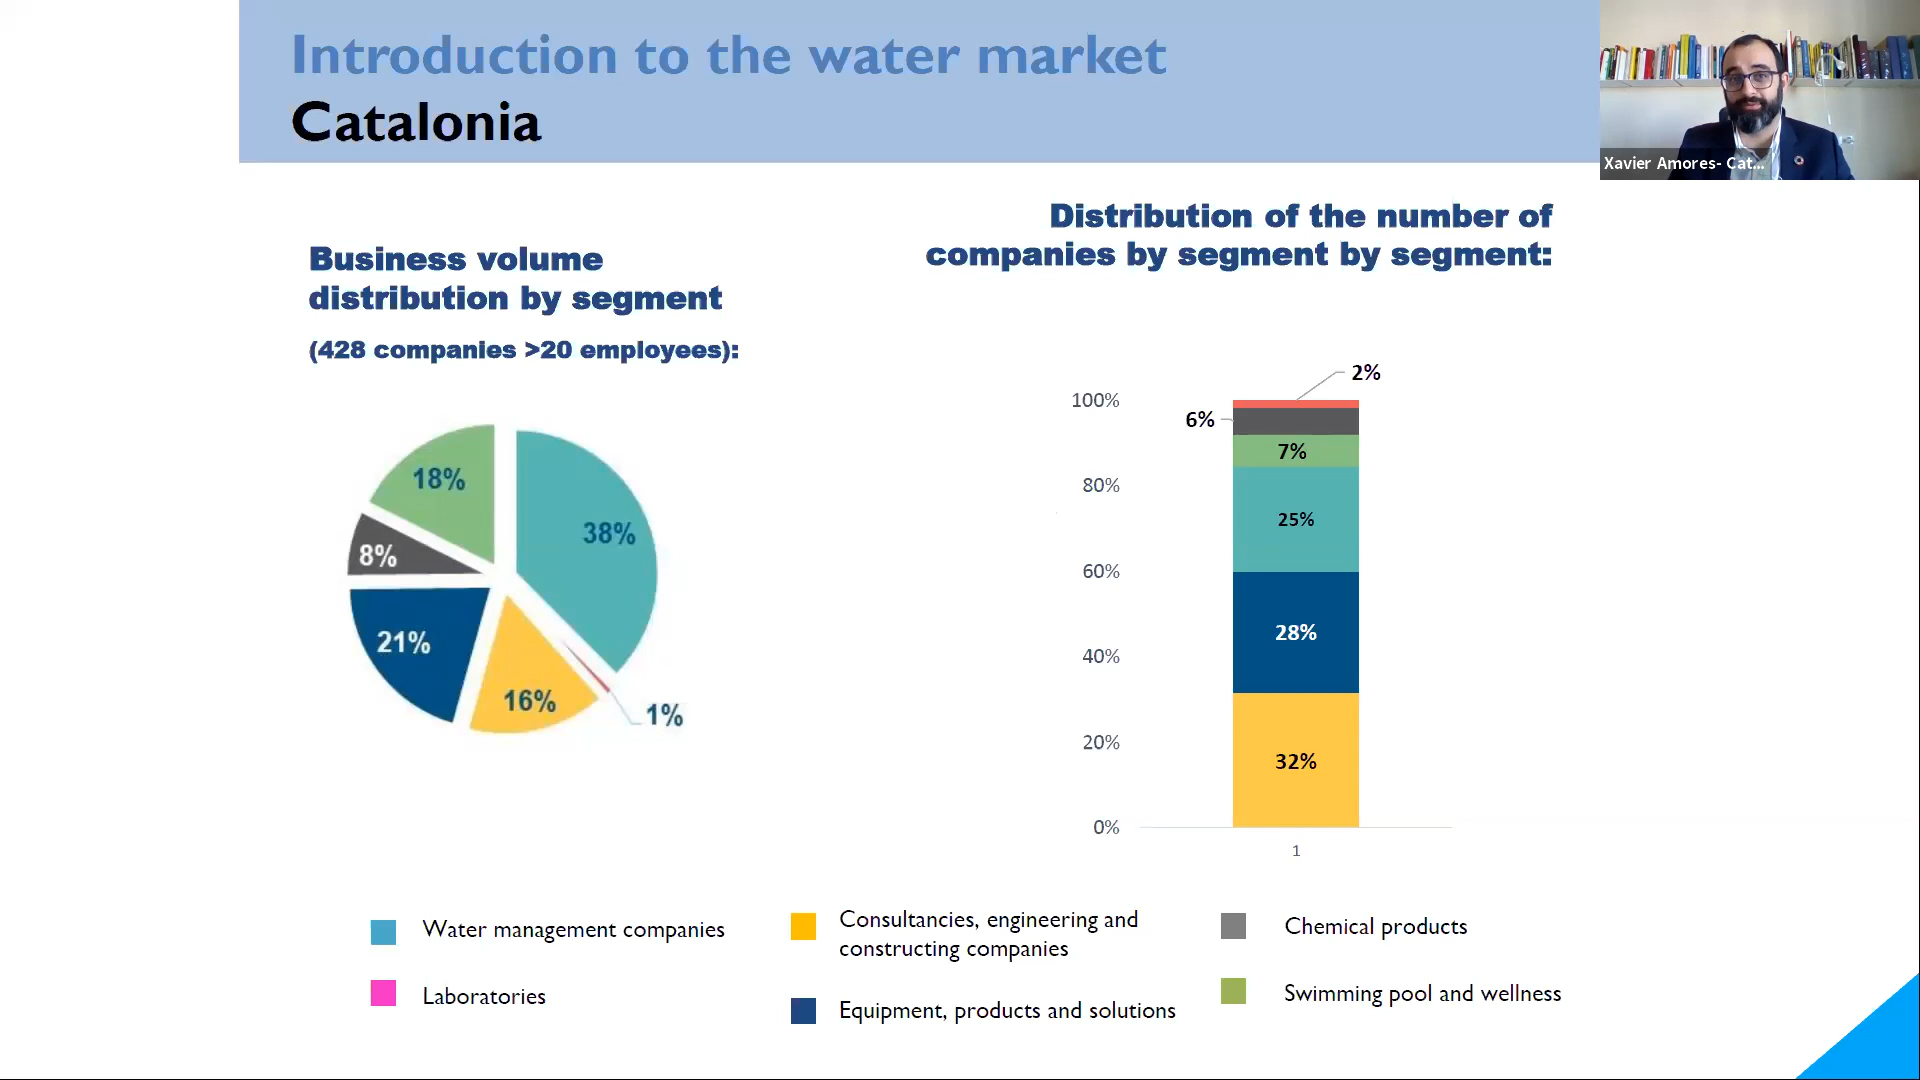 Introduction to the water market
Catalonia
Xavier Amores- Cat...
Business volume
distribution by segment
(428 companies >20 employees):
18%
38%
8%
21%
16%
1%
Distribution of the number of
companies by segment by segment:
2%
100%
6%
7%
80%
25%
60%
28%
40%
20%
32%
0%
1
Water management companies
Laboratories
Consultancies, engineering and
constructing companies
Equipment, products and solutions
Chemical products
Swimming pool and wellness